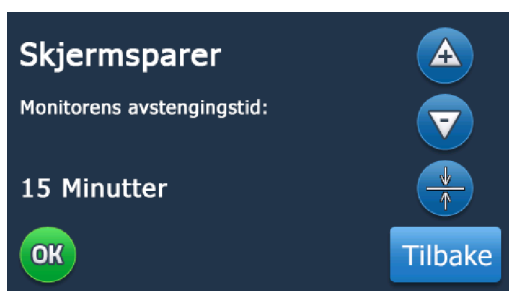 Skjermsparer
Monitorens avstengingstid:
15 Minutter
OK
Tilbake